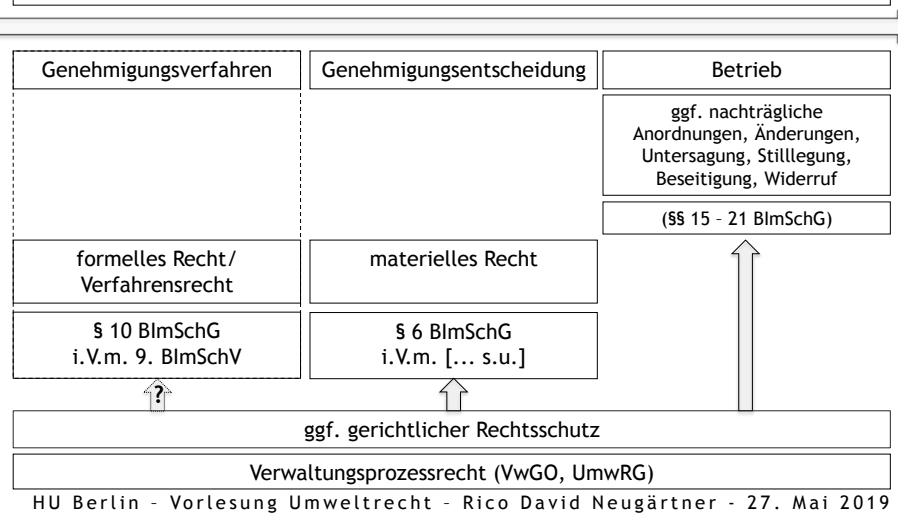 Genehmigungsverfahren
Genehmigungsentscheidung
Betrieb
ggf. nachträgliche
Anordnungen, Änderungen,
Untersagung, Stilllegung,
Beseitigung, Widerruf
(§§ 15 - 21 BImSchG)
formelles Recht/
Verfahrensrecht
materielles Recht
§ 10 BImSchG
i.V.m. 9. BImSchV
§ 6 BImSchG
i.V.m. [... s.u.]
?
ggf. gerichtlicher Rechtsschutz
Verwaltungsprozessrecht (VwGO, UmwRG)
HU Berlin – Vorlesung Umweltrecht – Rico David Neugärtner - 27. Mai 2019